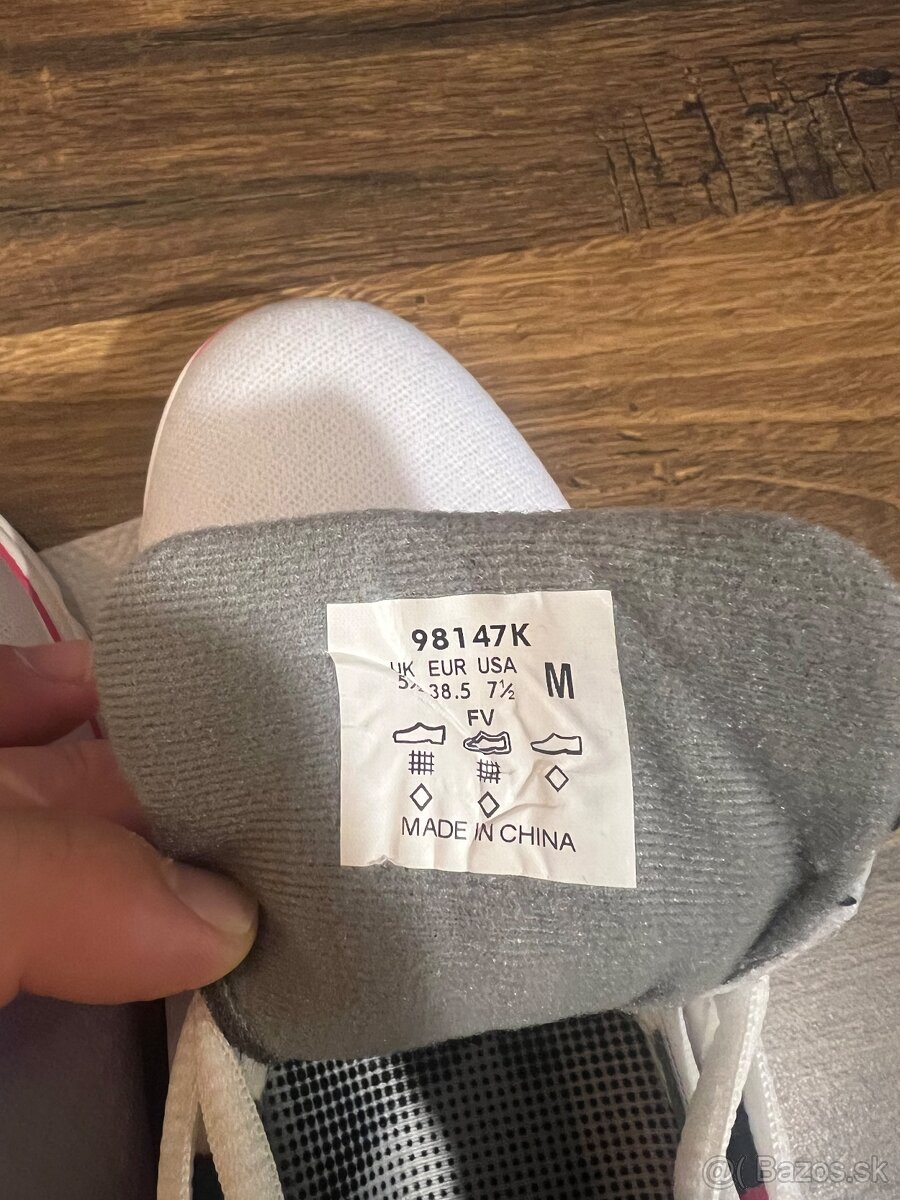 98147K
UK EUR USA
38.5 7½ M
FV
MADE IN CHINA
Bazos.sk